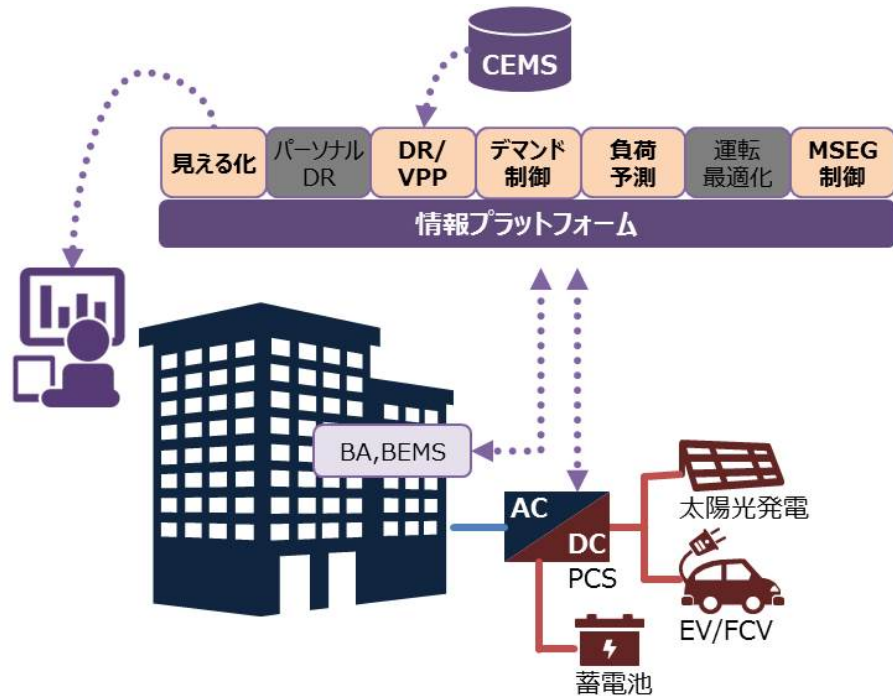 CEMS
見える化
パーソナル
DR
DR/
VPP
デマンド
制御
負荷
予測
運転
最適化
MSEG
制御
情報プラットフォーム
BA,BEMS
AC
DC
PCS
太陽光発電
EV/FCV
蓄電池